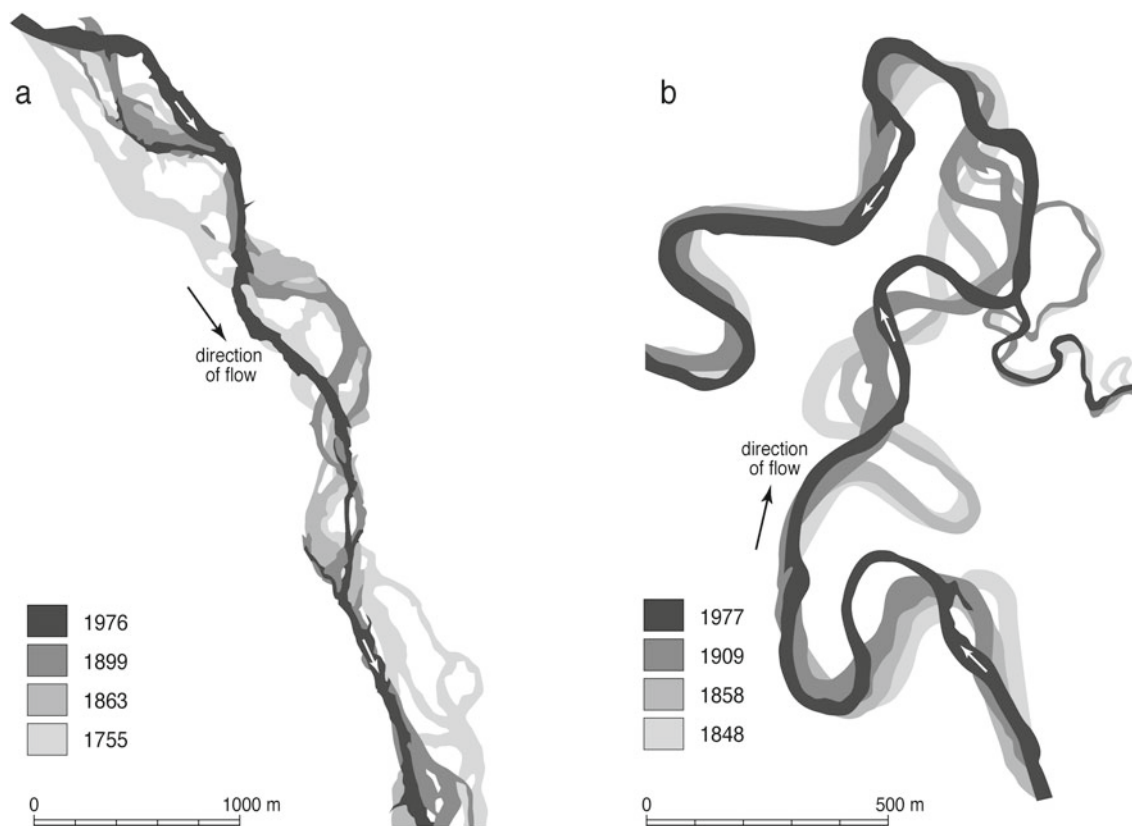 a
direction
of flow
1976
1899
1863
1755
0 1000 m
b
direction
of flow
1977
1909
1858
1848
0 500 m